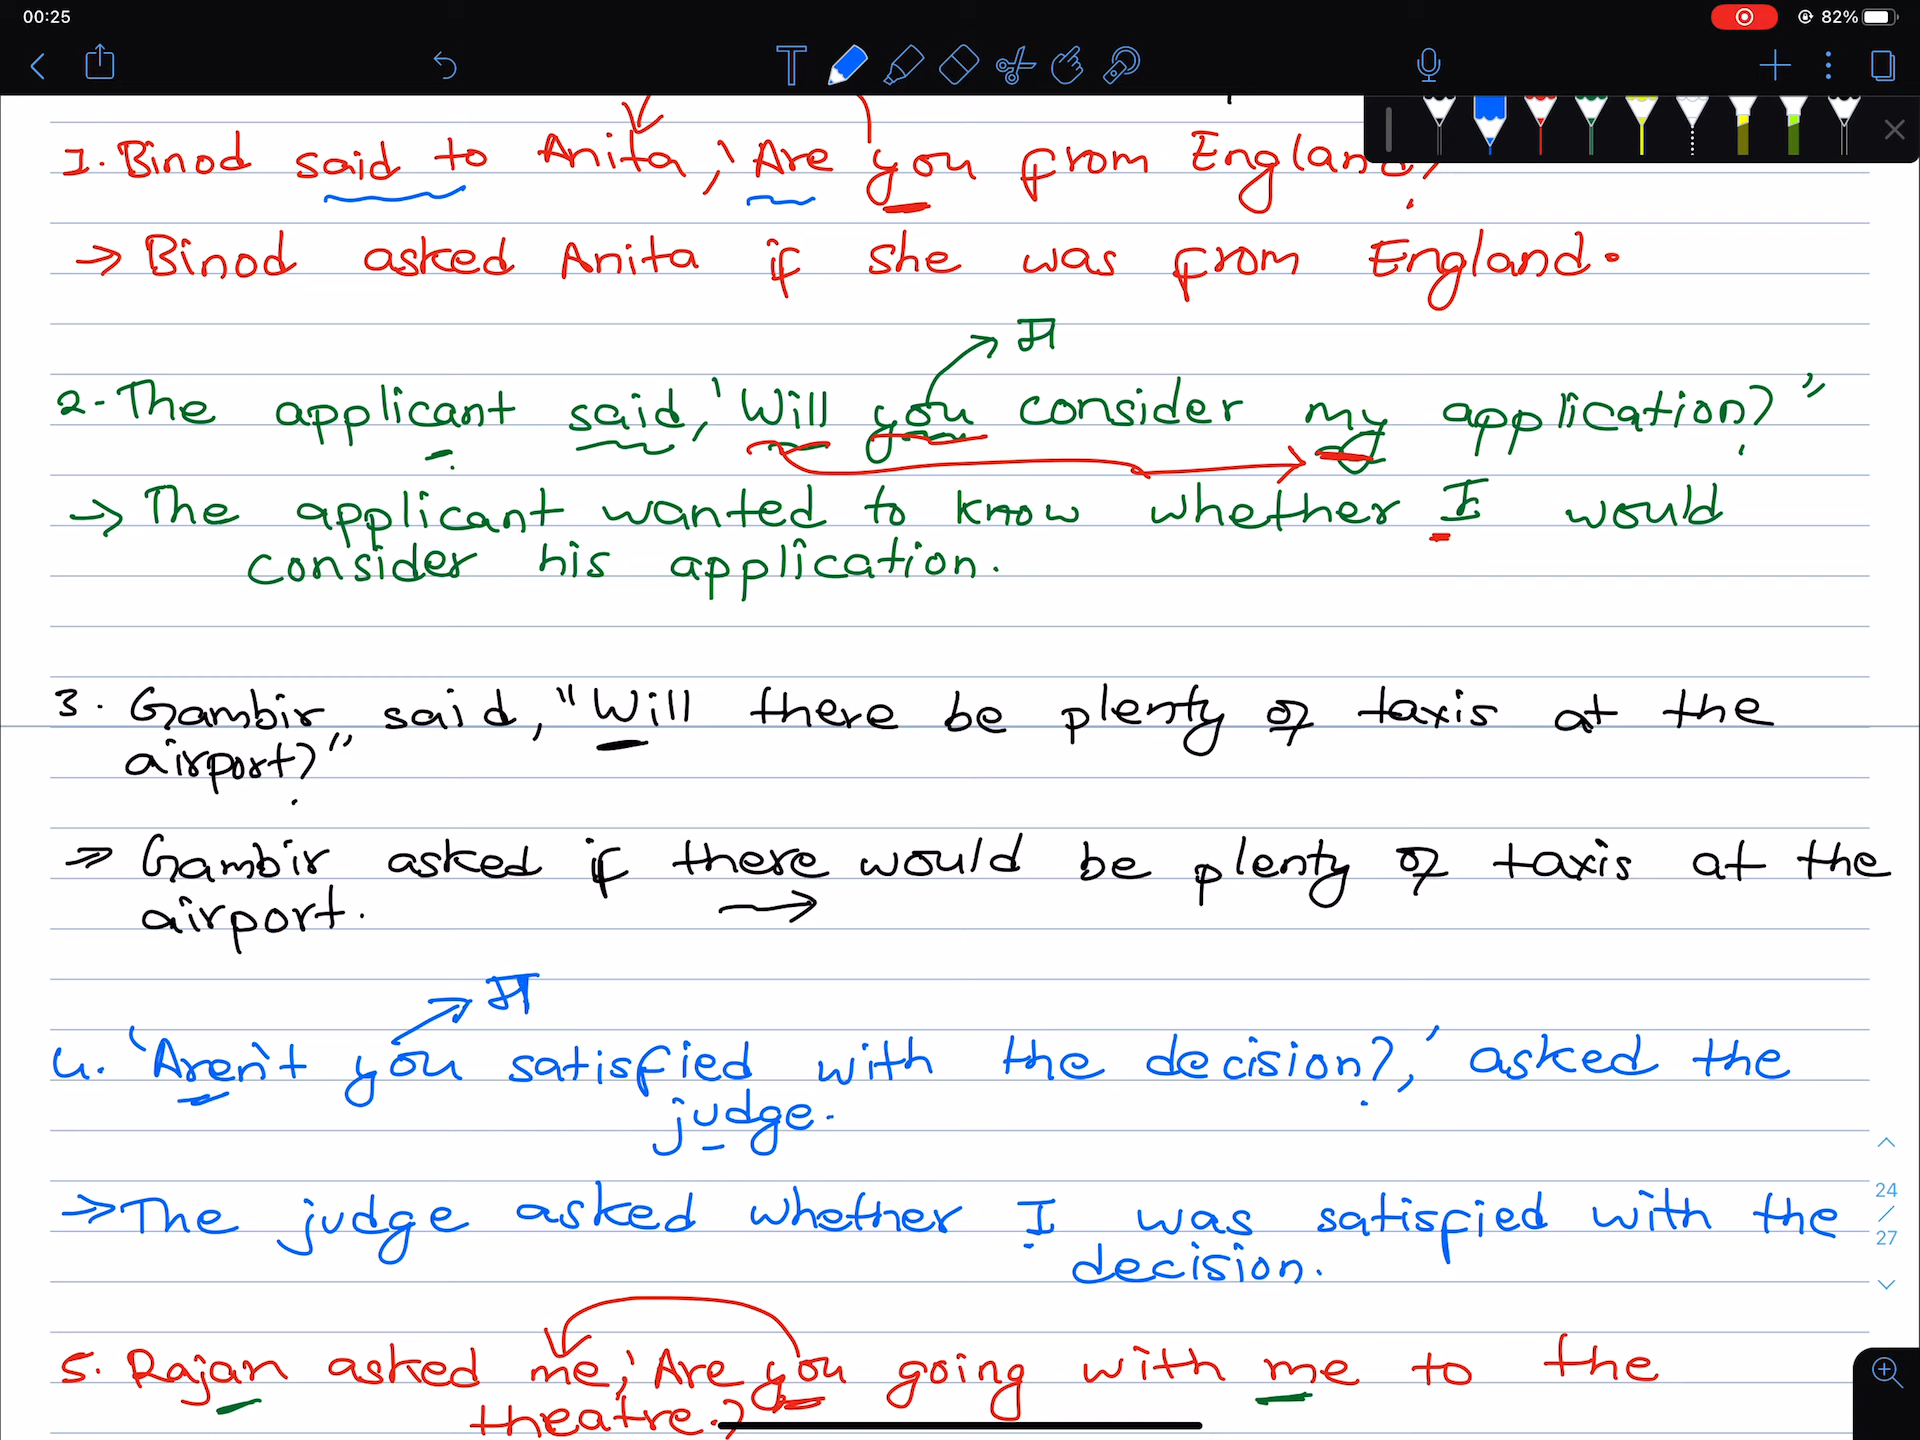 00:25
82%
1. Binod said to Anita, 'Are you from England?
→ Binod asked Anita if she was from England.
म
2. The applicant said, 'Will you consider my application?"
→ The applicant wanted to know whether I would
consider his application.
3. Gambir said, "Will there be plenty of taxis at the
airport?"
⇒ Gambir asked if there would be plenty of taxis at the
airport.
म
4. 'Aren't you satisfied with the decision?,' asked the
judge.
⇒ The judge asked whether I was satisfied with the
decision.
24
/
27
5. Rajan asked me, 'Are you going with me to the
theatre?